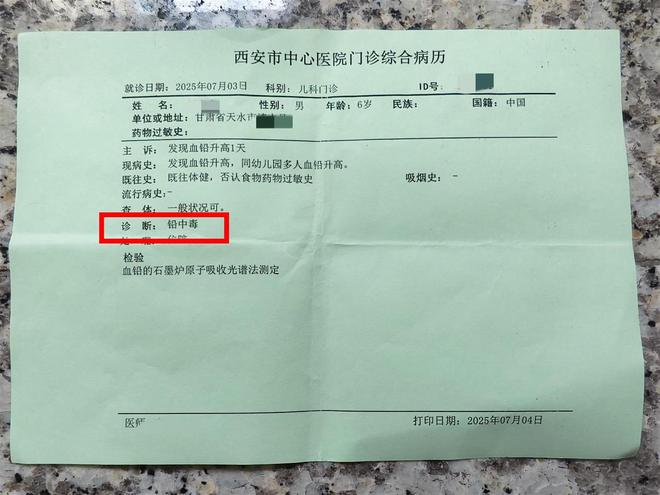 西安市中心医院门诊综合病历
就诊日期：2025年07月03日 科别：儿科门诊 ID号：
姓 名： 性别：男 年龄：6岁 民族： 国籍：中国
单位或地址：甘肃省天水市
药物过敏史：
主 诉：发现血铅升高1天
现病史：发现血铅升高，同幼儿园多人血铅升高。
既往史：既往体健，否认食物药物过敏史 吸烟史：-
流行病史：-
查 体：一般状况可。
诊 断：铅中毒
检验
血铅的石墨炉原子吸收光谱法测定
医师
打印日期：2025年07月04日